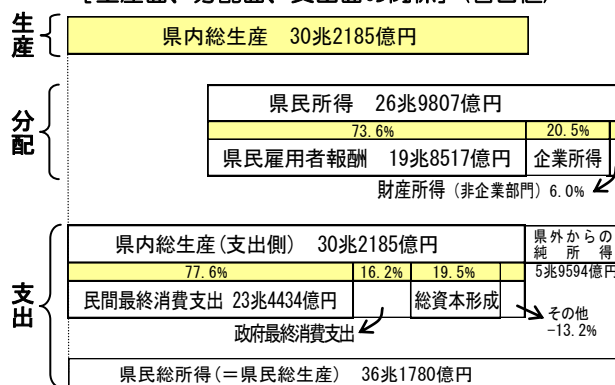 生産
県内総生産 30兆2185億円
分配
県民所得 26兆9807億円
73.6% 20.5%
県民雇用者報酬 19兆8517億円 企業所得
財産所得(非企業部門) 6.0%
支出
県内総生産(支出側) 30兆2185億円
県外からの
純所得
77.6% 16.2% 19.5% 5兆9594億円
民間最終消費支出 23兆4434億円 総資本形成
政府最終消費支出
その他
-13.2%
県民総所得(=県民総生産) 36兆1780億円